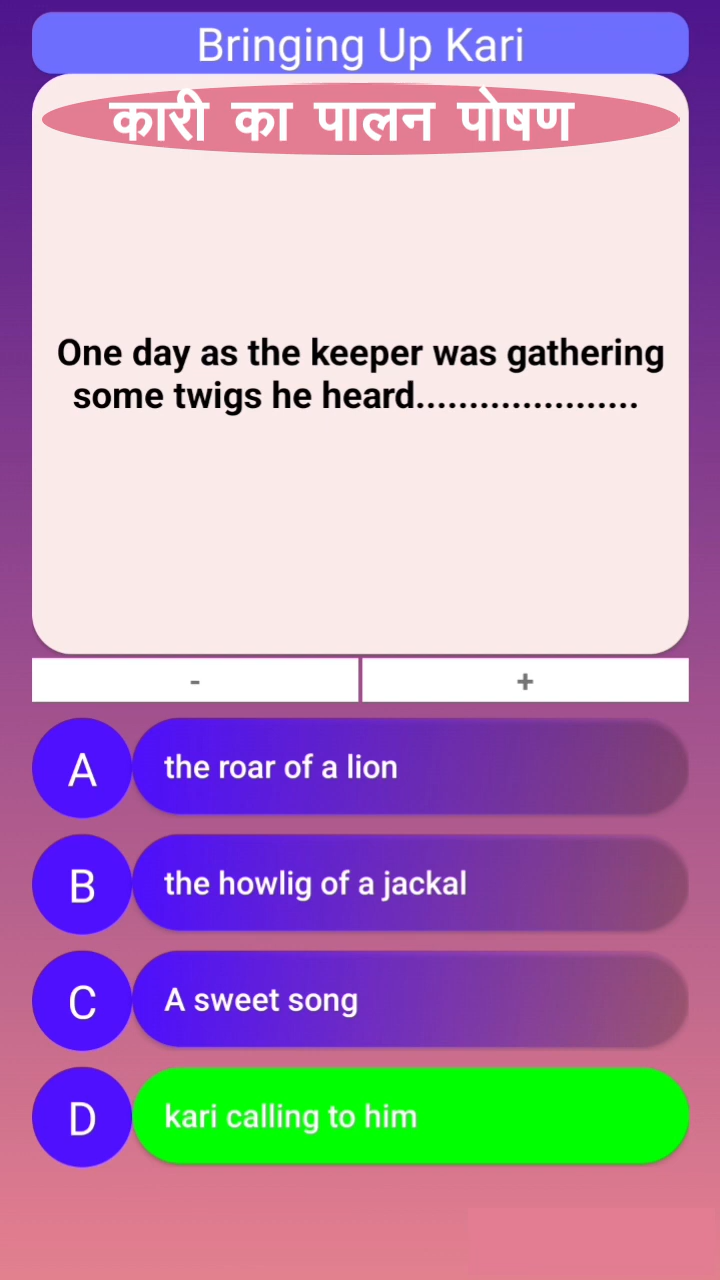 Bringing Up Kari
कारी का पालन पोषण
One day as the keeper was gathering
some twigs he heard.....................
-
+
A
the roar of a lion
B
the howlig of a jackal
C
A sweet song
D
kari calling to him